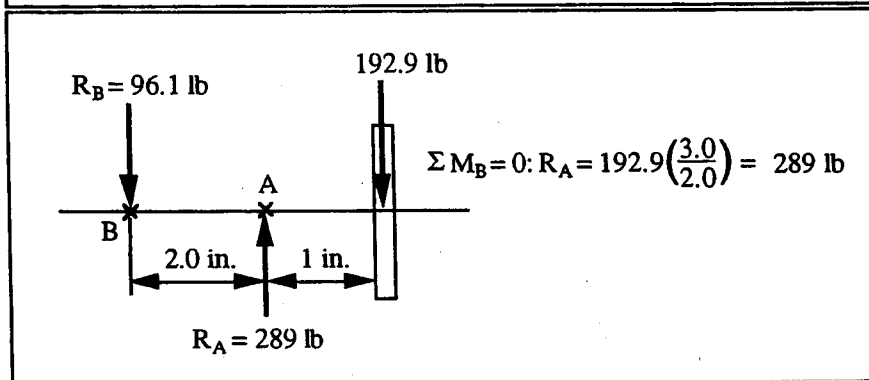 192.9 lb
R_B = 96.1 lb
Σ M_B = 0: R_A = 192.9(3.0/2.0) = 289 lb
A
B
2.0 in.
1 in.
R_A = 289 lb